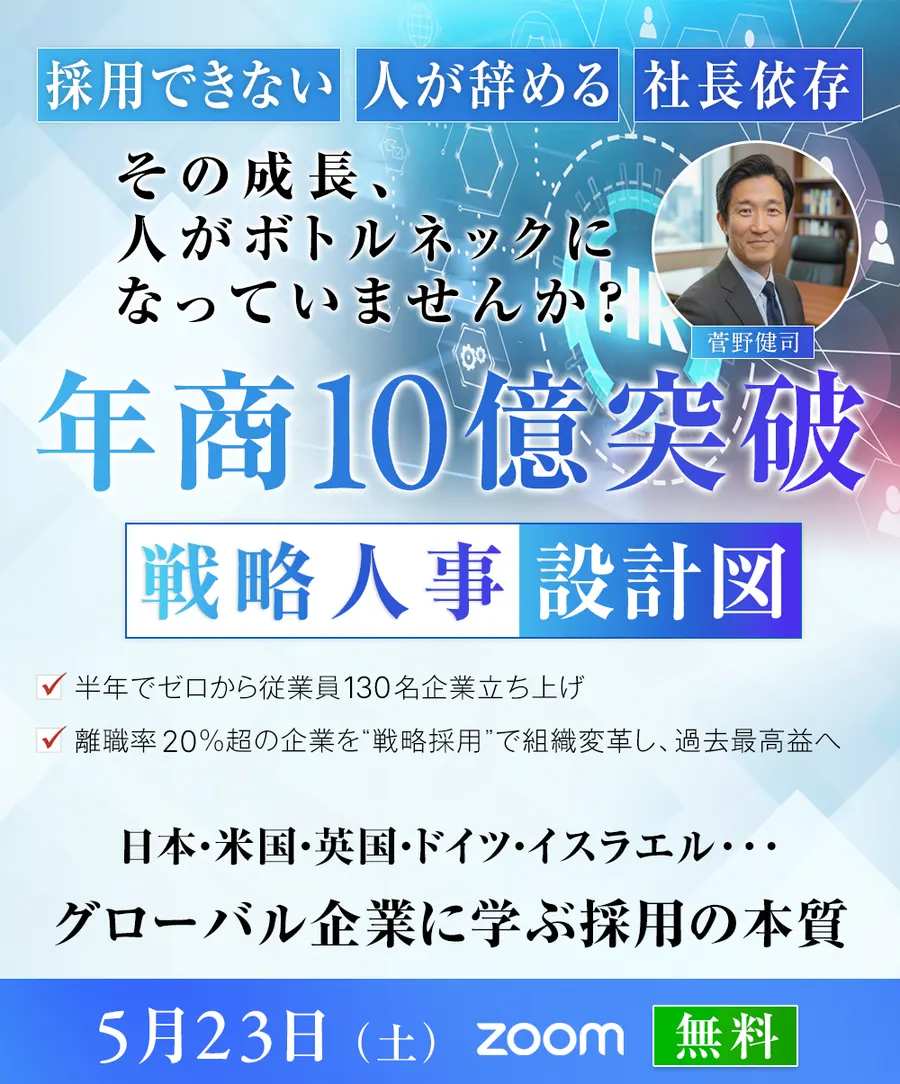 採用できない 人が辞める 社長依存
その成長、
人がボトルネックに
なっていませんか?
HR
菅野健司
年商10億突破
戦略人事 設計図
半年でゼロから従業員130名企業立ち上げ
離職率20%超の企業を“戦略採用”で組織変革し、過去最高益へ
日本・米国・英国・ドイツ・イスラエル・・・
グローバル企業に学ぶ採用の本質
5月23日(土) zoom 無料